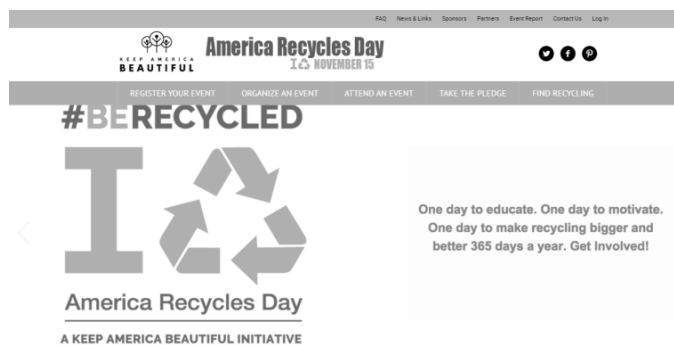 FAQ News & Links Sponsors Partners Event Report Contact Us Log In
KEEP AMERICA
BEAUTIFUL
America Recycles Day
I NOVEMBER 15
REGISTER YOUR EVENT ORGANIZE AN EVENT ATTEND AN EVENT TAKE THE PLEDGE FIND RECYCLING
#BERECYCLED
I
America Recycles Day
A KEEP AMERICA BEAUTIFUL INITIATIVE
One day to educate. One day to motivate.
One day to make recycling bigger and
better 365 days a year. Get Involved!